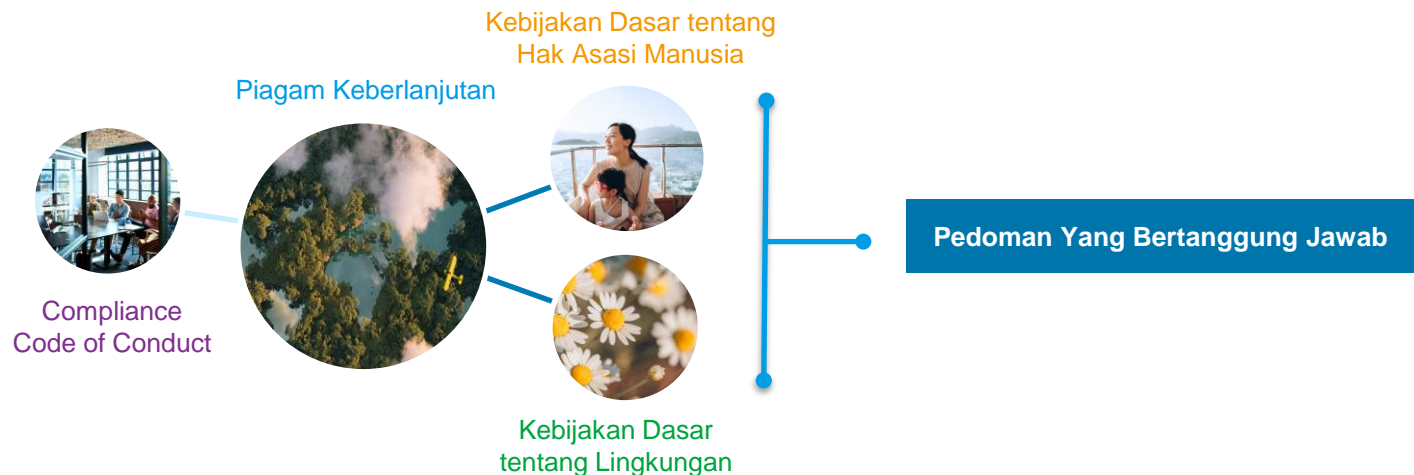 Kebijakan Dasar tentang
Hak Asasi Manusia
Piagam Keberlanjutan
Compliance
Code of Conduct
Pedoman Yang Bertanggung Jawab
Kebijakan Dasar
tentang Lingkungan